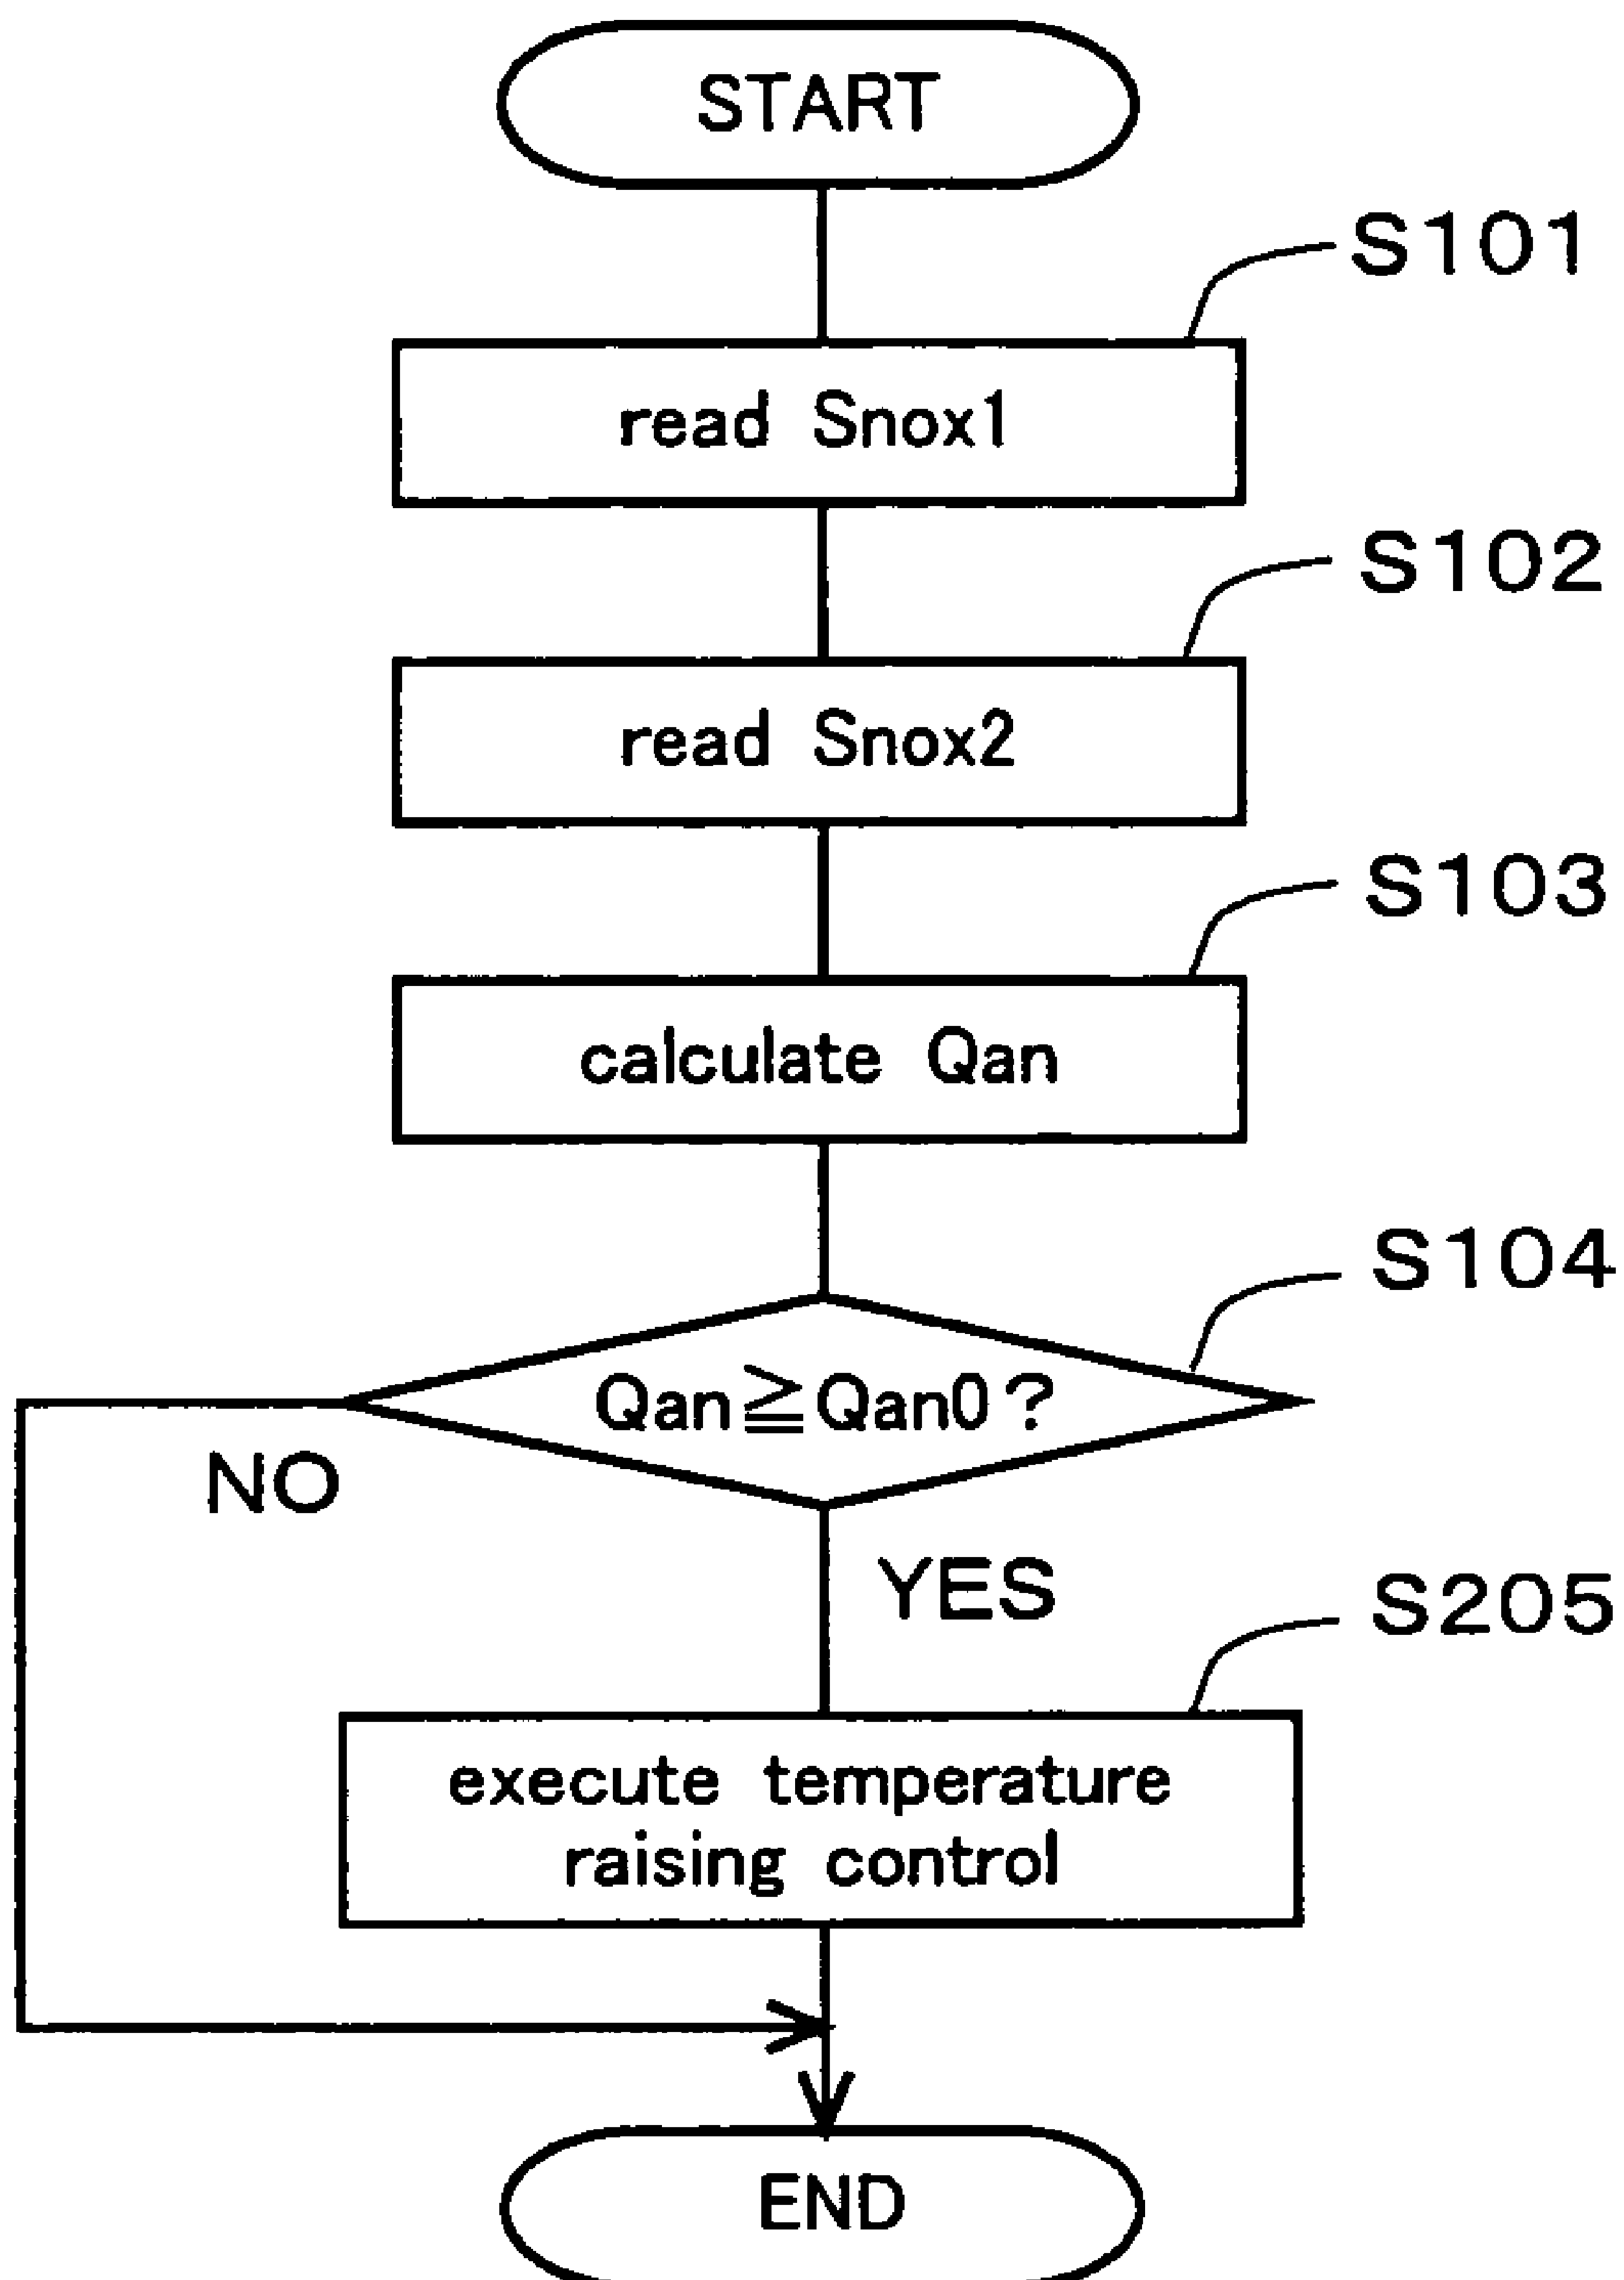 START
S101
read Snox1
S102
read Snox2
S103
calculate Qan
S104
Qan≧Qan0?
NO
YES
S205
execute temperature
raising control
END